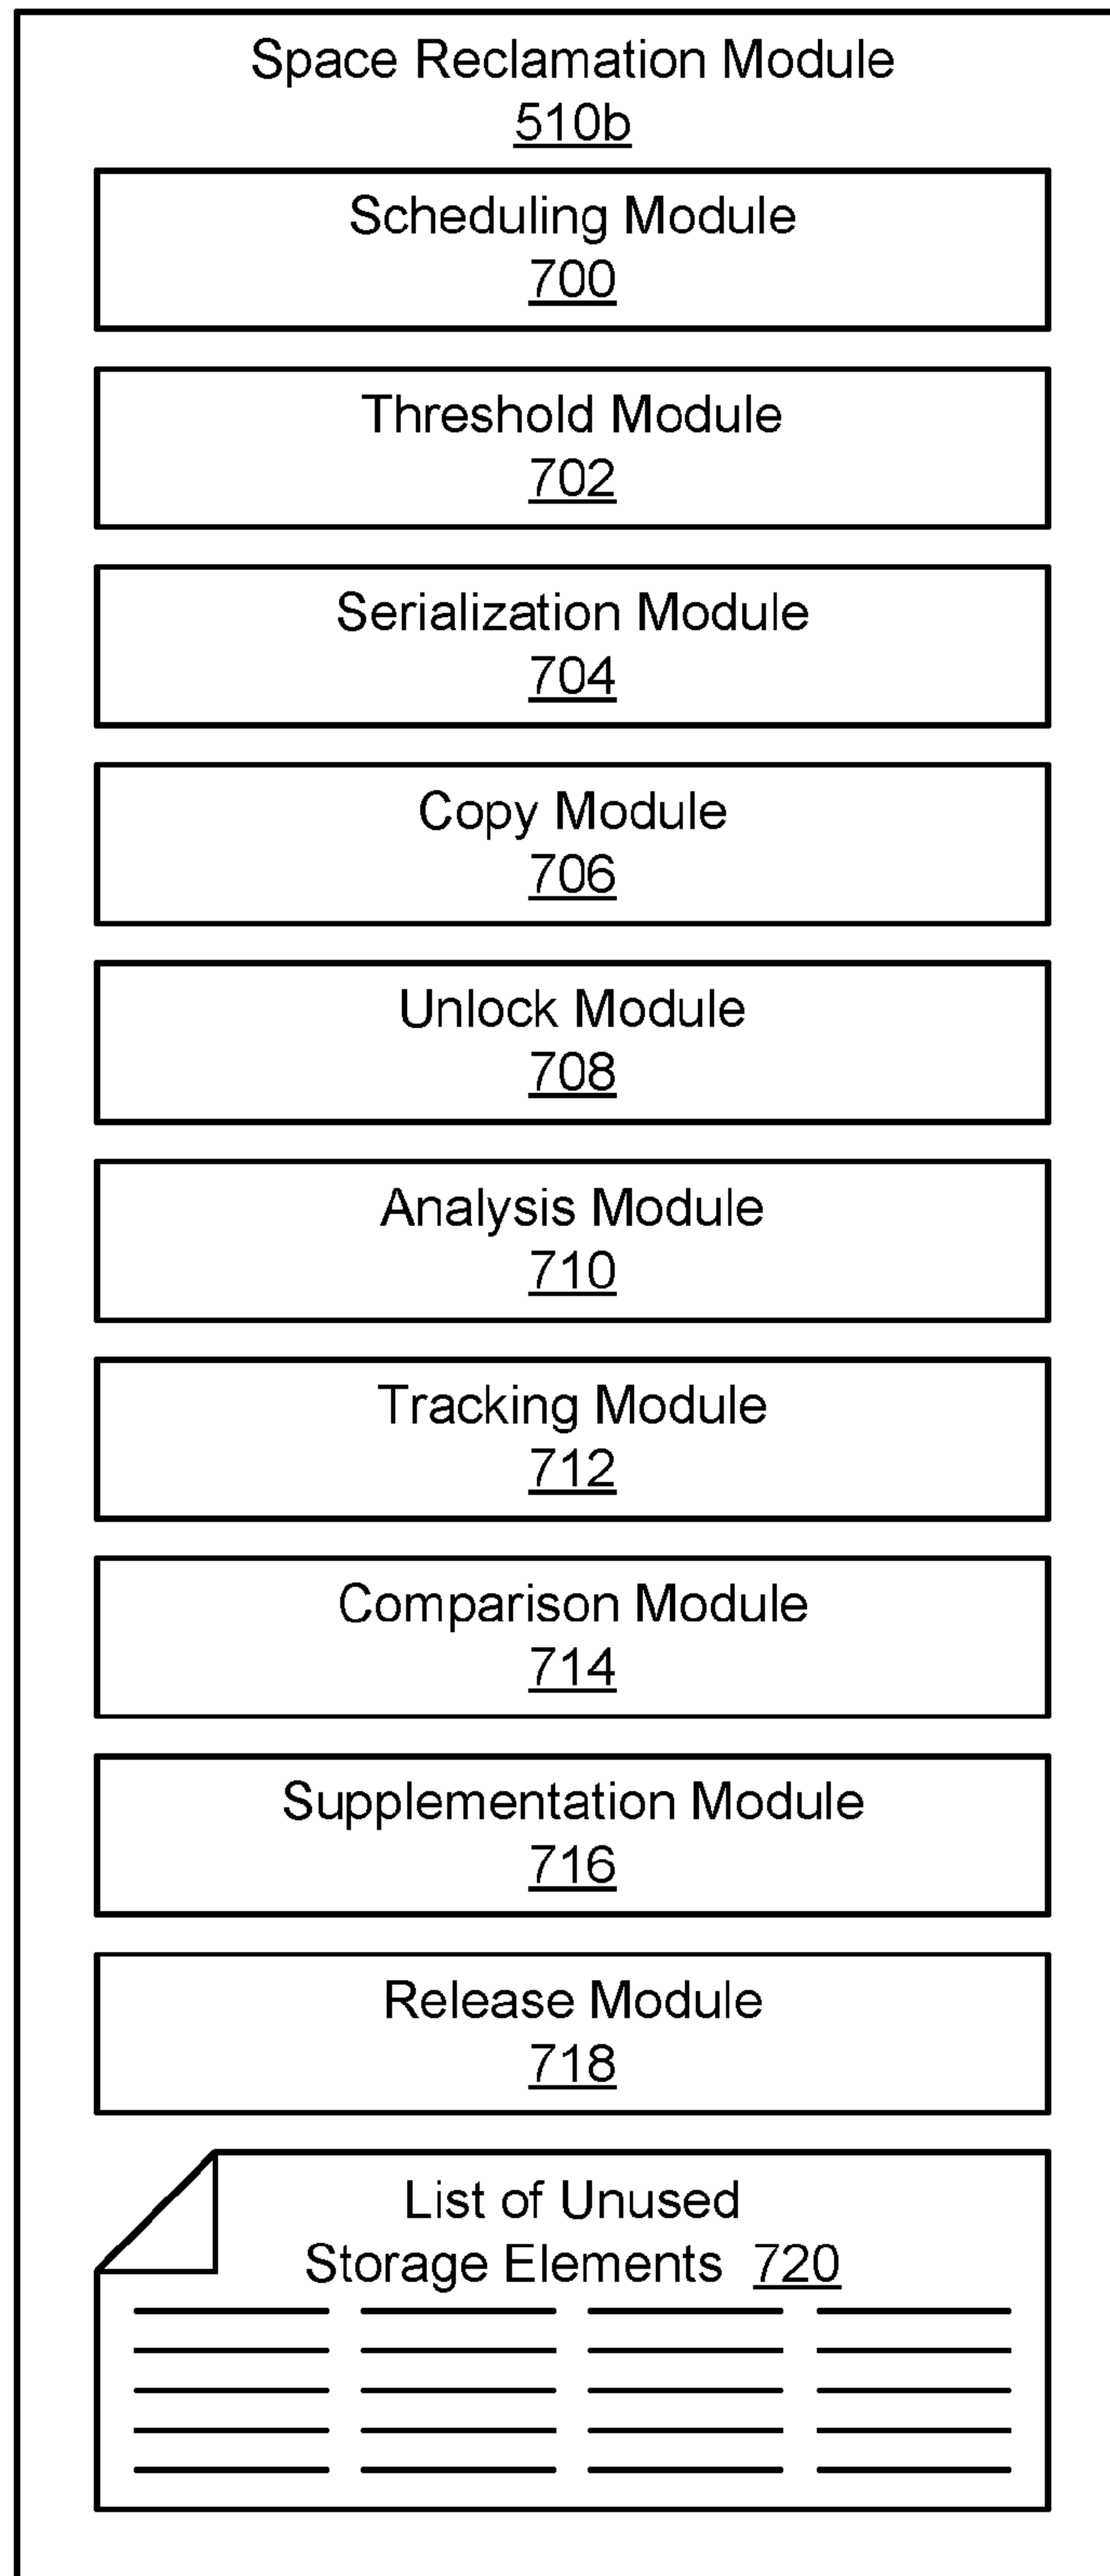 Space Reclamation Module
510b
Scheduling Module
700
Threshold Module
702
Serialization Module
704
Copy Module
706
Unlock Module
708
Analysis Module
710
Tracking Module
712
Comparison Module
714
Supplementation Module
716
Release Module
718
List of Unused
Storage Elements 720